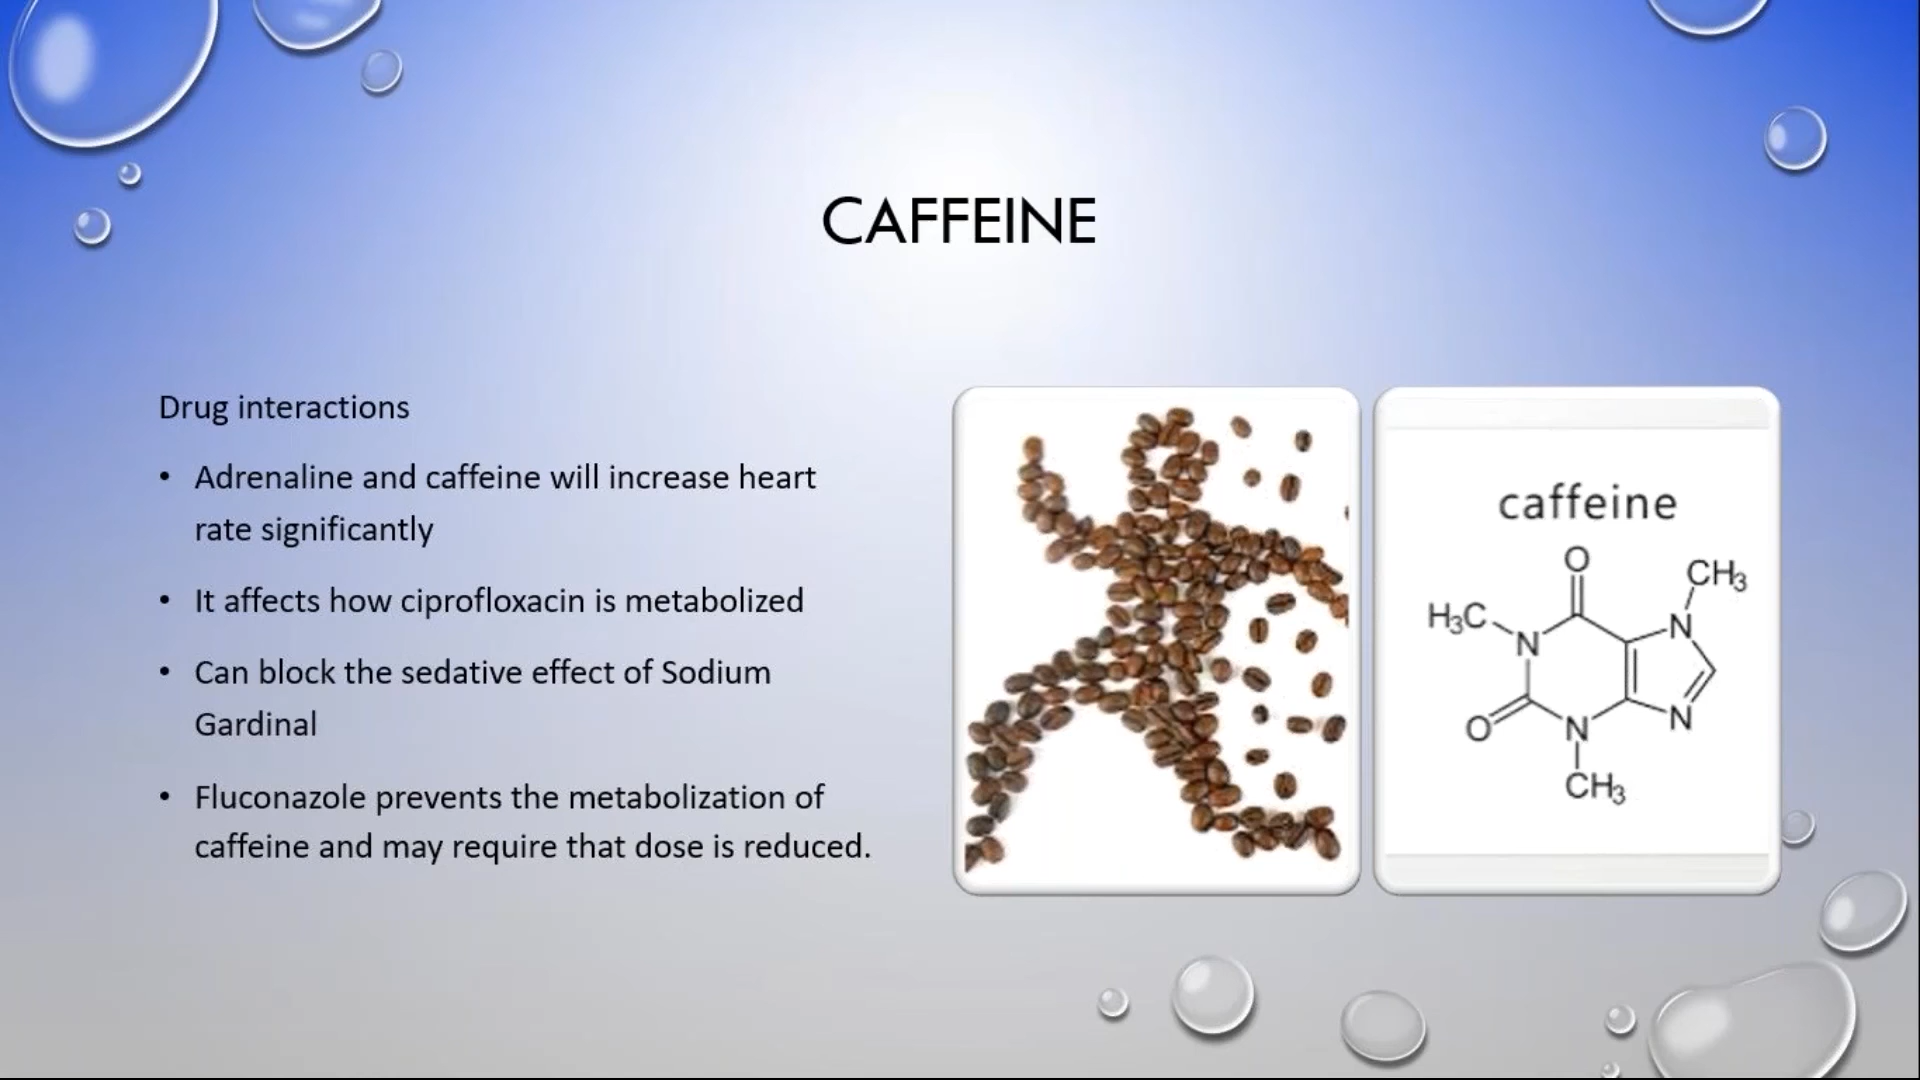 CAFFEINE
Drug interactions
• Adrenaline and caffeine will increase heart
rate significantly
• It affects how ciprofloxacin is metabolized
• Can block the sedative effect of Sodium
Gardinal
• Fluconazole prevents the metabolization of
caffeine and may require that dose is reduced.
caffeine
O
CH₃
H₃C
N
N
O
N
N
CH₃